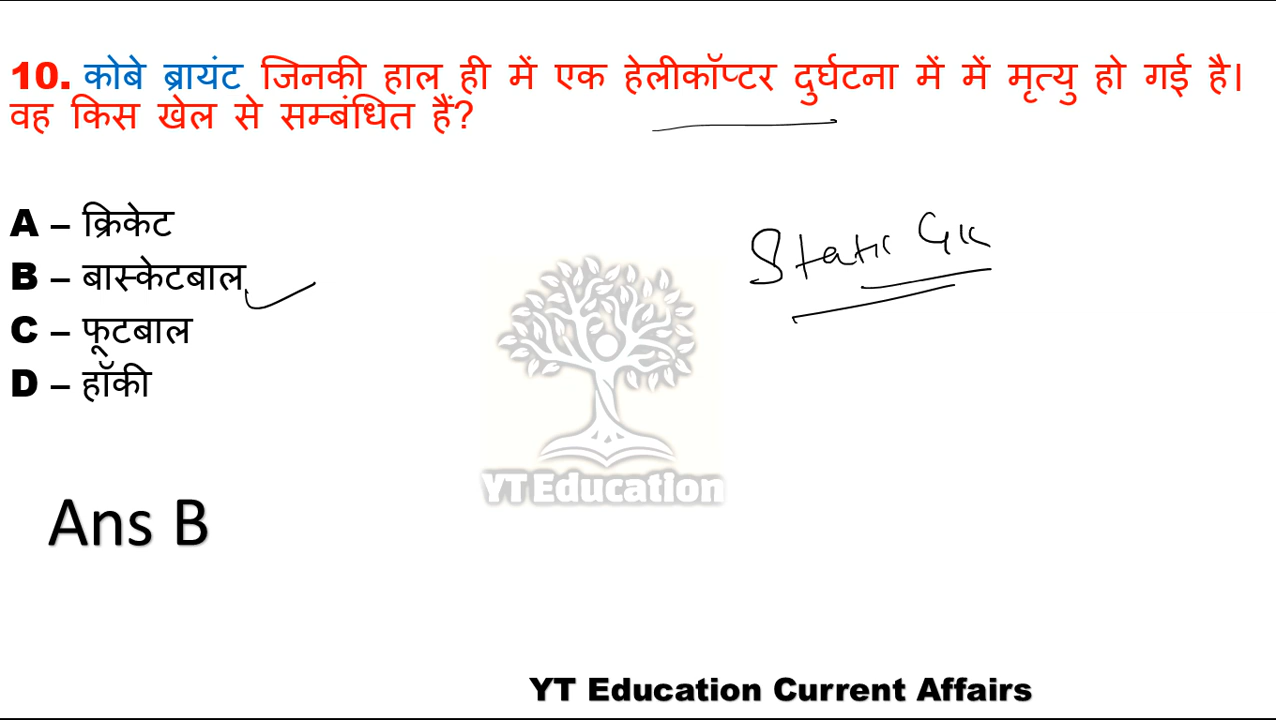 10. कोबे ब्रायंट जिनकी हाल ही में एक हेलीकॉप्टर दुर्घटना में में मृत्यु हो गई है।
वह किस खेल से सम्बंधित हैं?
A – क्रिकेट
B – बास्केटबाल
C – फूटबाल
D – हॉकी
Static GK
YT Education
Ans B
YT Education Current Affairs